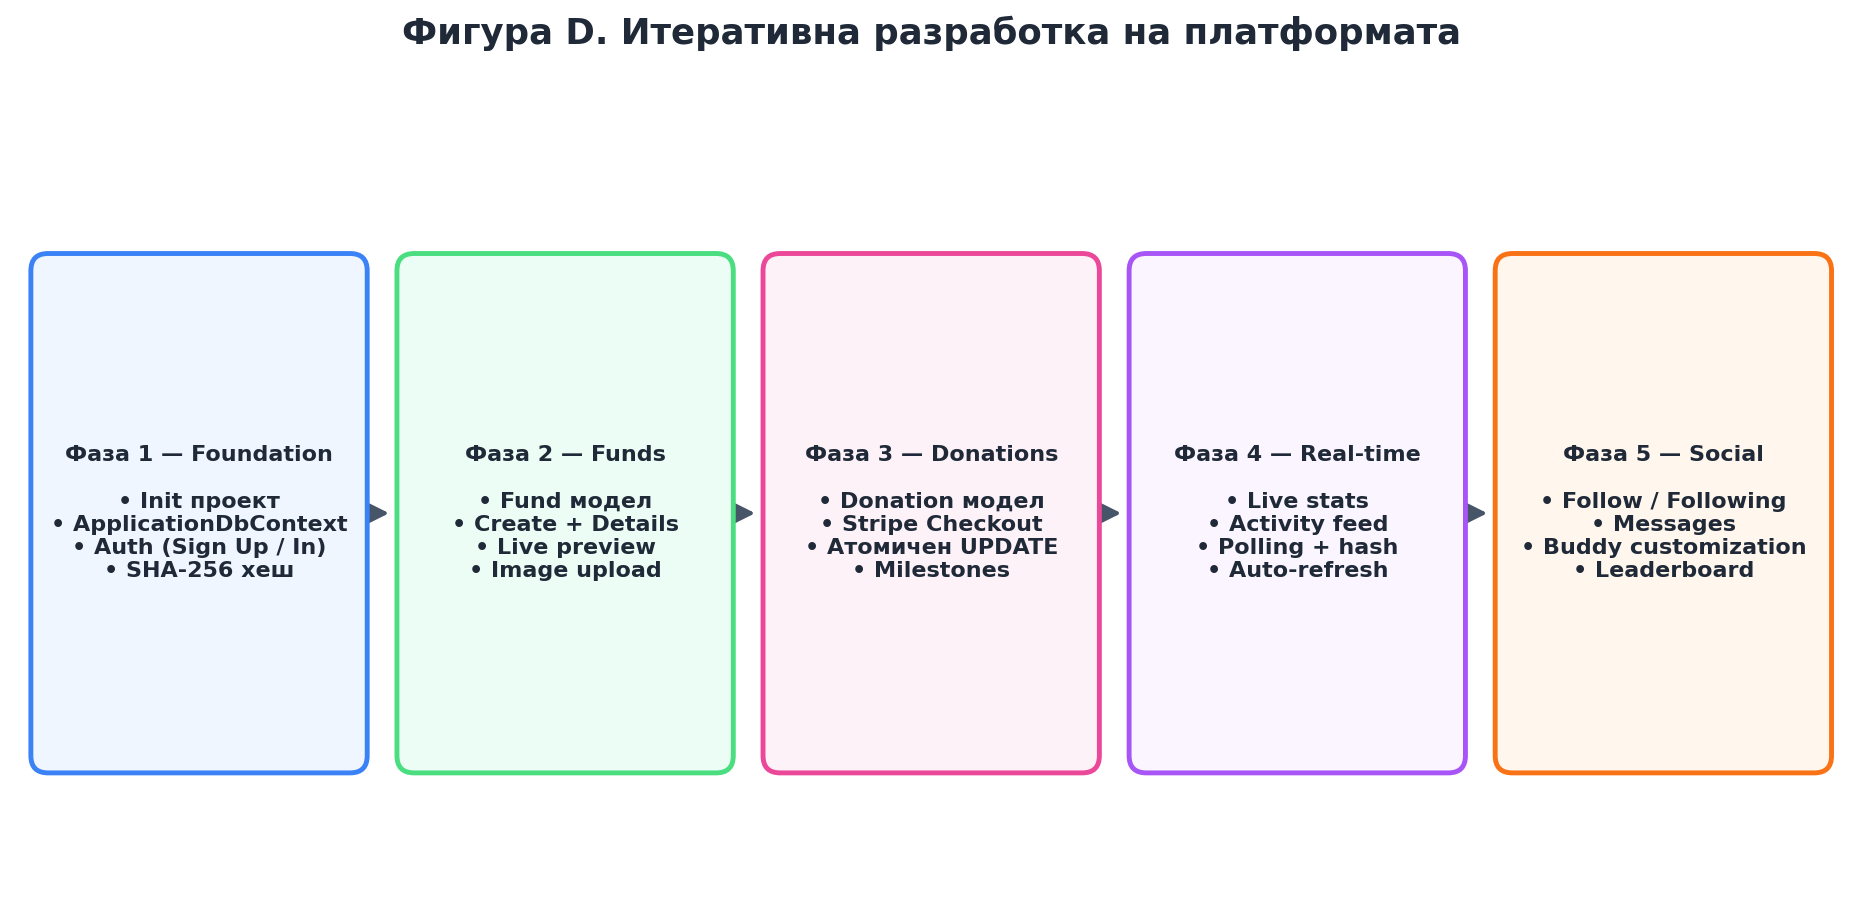 Фигура D. Итеративна разработка на платформата
Фаза 1 — Foundation
• Init проект
• ApplicationDbContext
• Auth (Sign Up / In)
• SHA-256 хеш
Фаза 2 — Funds
• Fund модел
• Create + Details
• Live preview
• Image upload
Фаза 3 — Donations
• Donation модел
• Stripe Checkout
• Атомичен UPDATE
• Milestones
Фаза 4 — Real-time
• Live stats
• Activity feed
• Polling + hash
• Auto-refresh
Фаза 5 — Social
• Follow / Following
• Messages
• Buddy customization
• Leaderboard